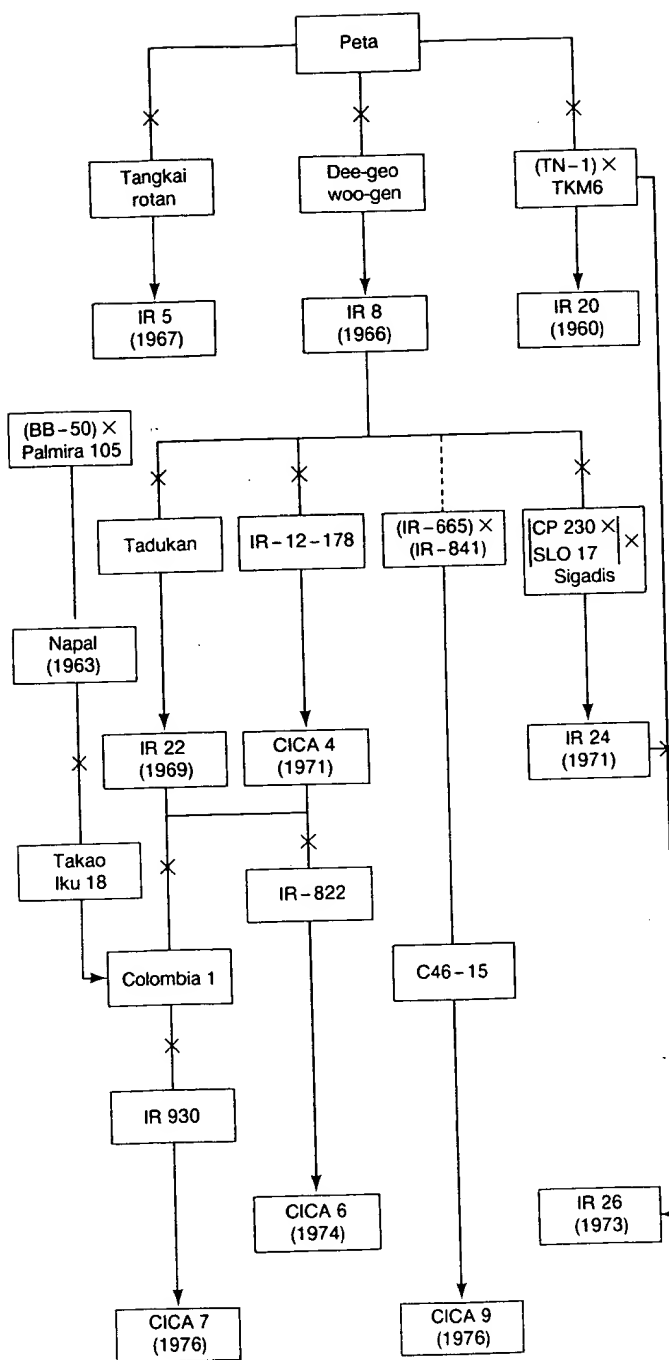 Peta
Tangkai
rotan
Dee-geo
woo-gen
(TN-1) ×
TKM6
IR 5
(1967)
IR 8
(1966)
IR 20
(1960)
(BB-50) ×
Palmira 105
Tadukan
IR-12-178
(IR-665) ×
(IR-841)
|CP 230 ×| ×
|SLO 17 |
Sigadis
Napal
(1963)
IR 22
(1969)
CICA 4
(1971)
IR 24
(1971)
Takao
Iku 18
IR-822
Colombia 1
C46-15
IR 930
CICA 6
(1974)
IR 26
(1973)
CICA 7
(1976)
CICA 9
(1976)